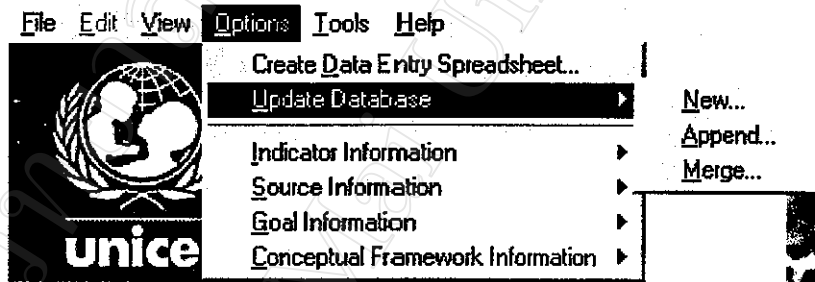 File Edit View Options Tools Help
Create Data Entry Spreadsheet...
Update Database
New...
Append...
Merge...
Indicator Information
Source Information
Goal Information
Conceptual Framework Information
unice